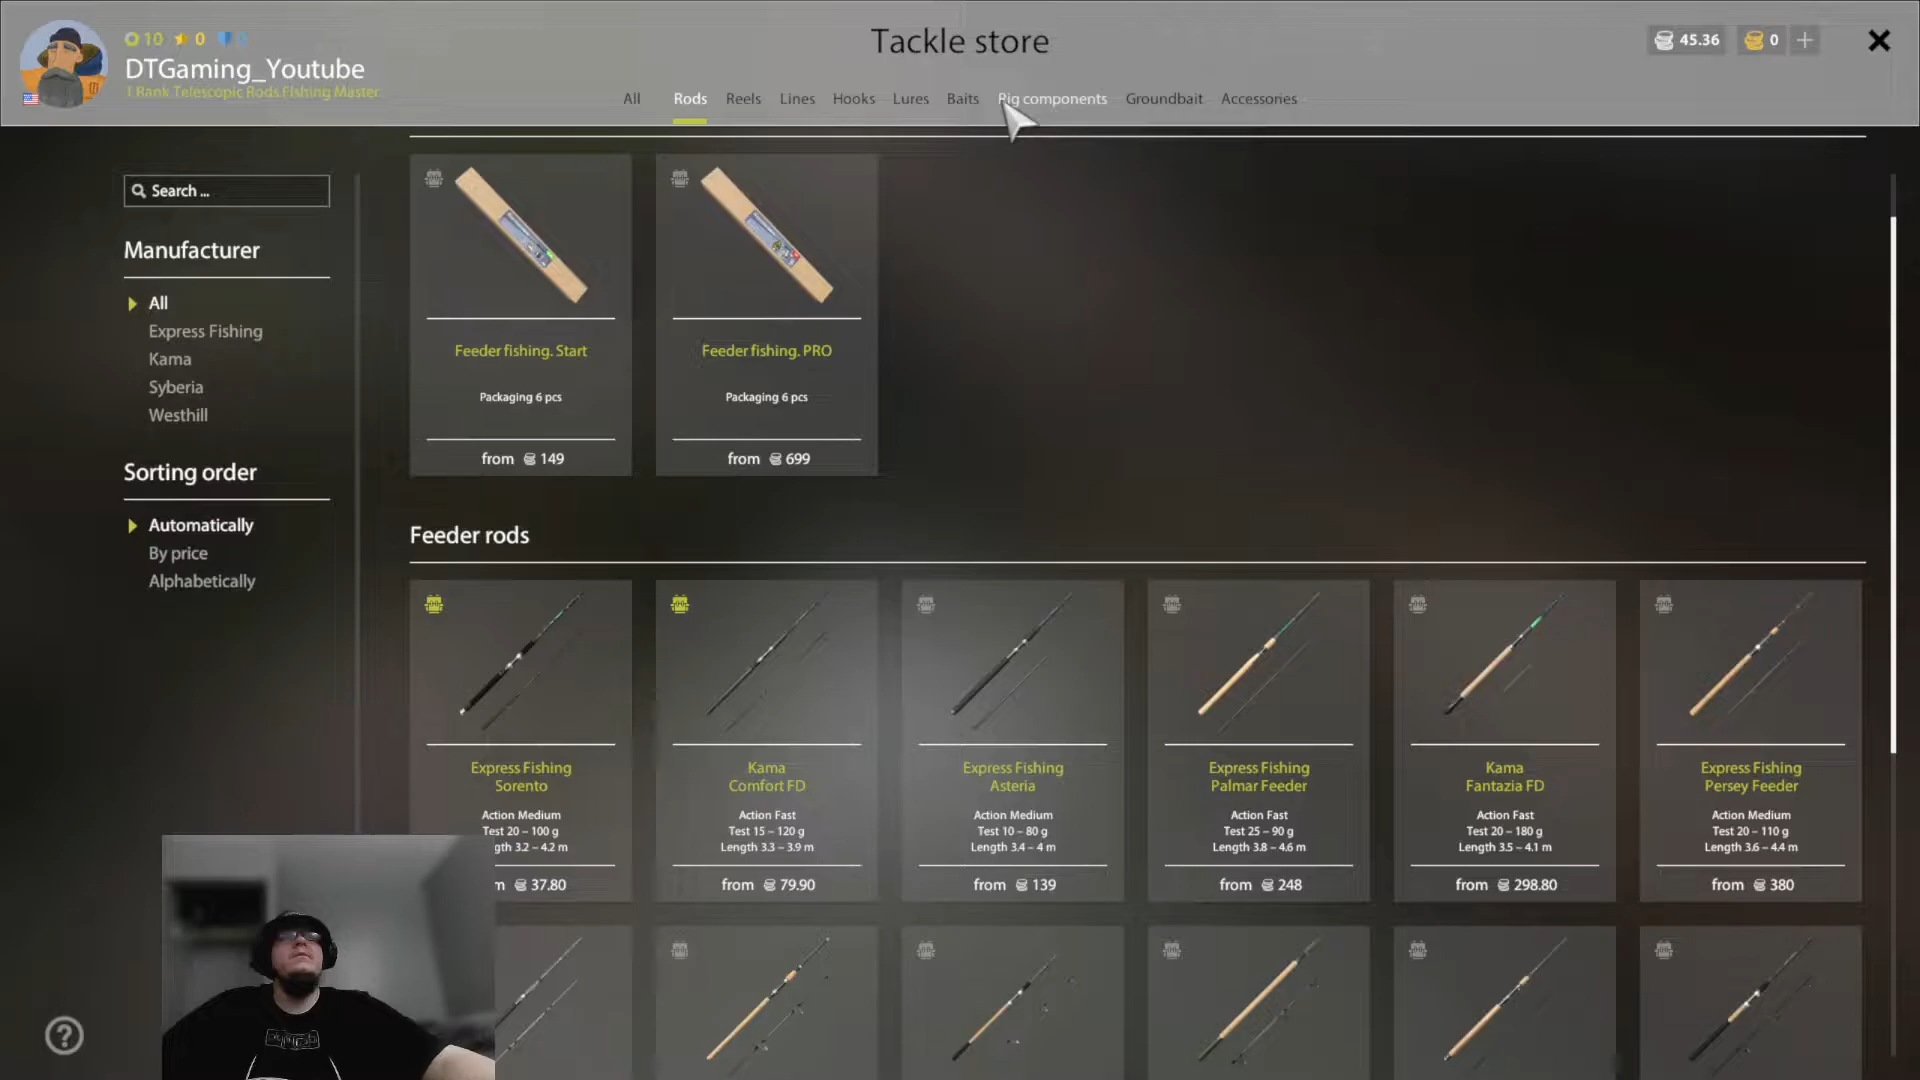 10 0 0
DTGaming_Youtube
1 Rank Telescopic Rods Fishing Master
Tackle store
45.36 0 +
All Rods Reels Lines Hooks Lures Baits Rig components Groundbait Accessories
Search ...
Manufacturer
All
Express Fishing
Kama
Syberia
Westhill
Sorting order
Automatically
By price
Alphabetically
Feeder fishing. Start
Packaging 6 pcs
from 149
Feeder fishing. PRO
Packaging 6 pcs
from 699
Feeder rods
Express Fishing
Sorento
Action Medium
Test 20 – 100 g
gth 3.2 – 4.2 m
m 37.80
Kama
Comfort FD
Action Fast
Test 15 – 120 g
Length 3.3 – 3.9 m
from 79.90
Express Fishing
Asteria
Action Medium
Test 10 – 80 g
Length 3.4 – 4 m
from 139
Express Fishing
Palmar Feeder
Action Fast
Test 25 – 90 g
Length 3.8 – 4.6 m
from 248
Kama
Fantazia FD
Action Fast
Test 20 – 180 g
Length 3.5 – 4.1 m
from 298.80
Express Fishing
Persey Feeder
Action Medium
Test 20 – 110 g
Length 3.6 – 4.4 m
from 380
?